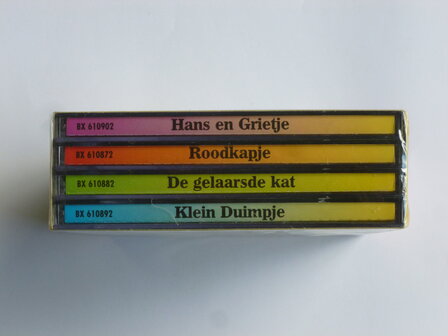 BX 610902 Hans en Grietje
BX 610872 Roodkapje
BX 610882 De gelaarsde kat
BX 610892 Klein Duimpje